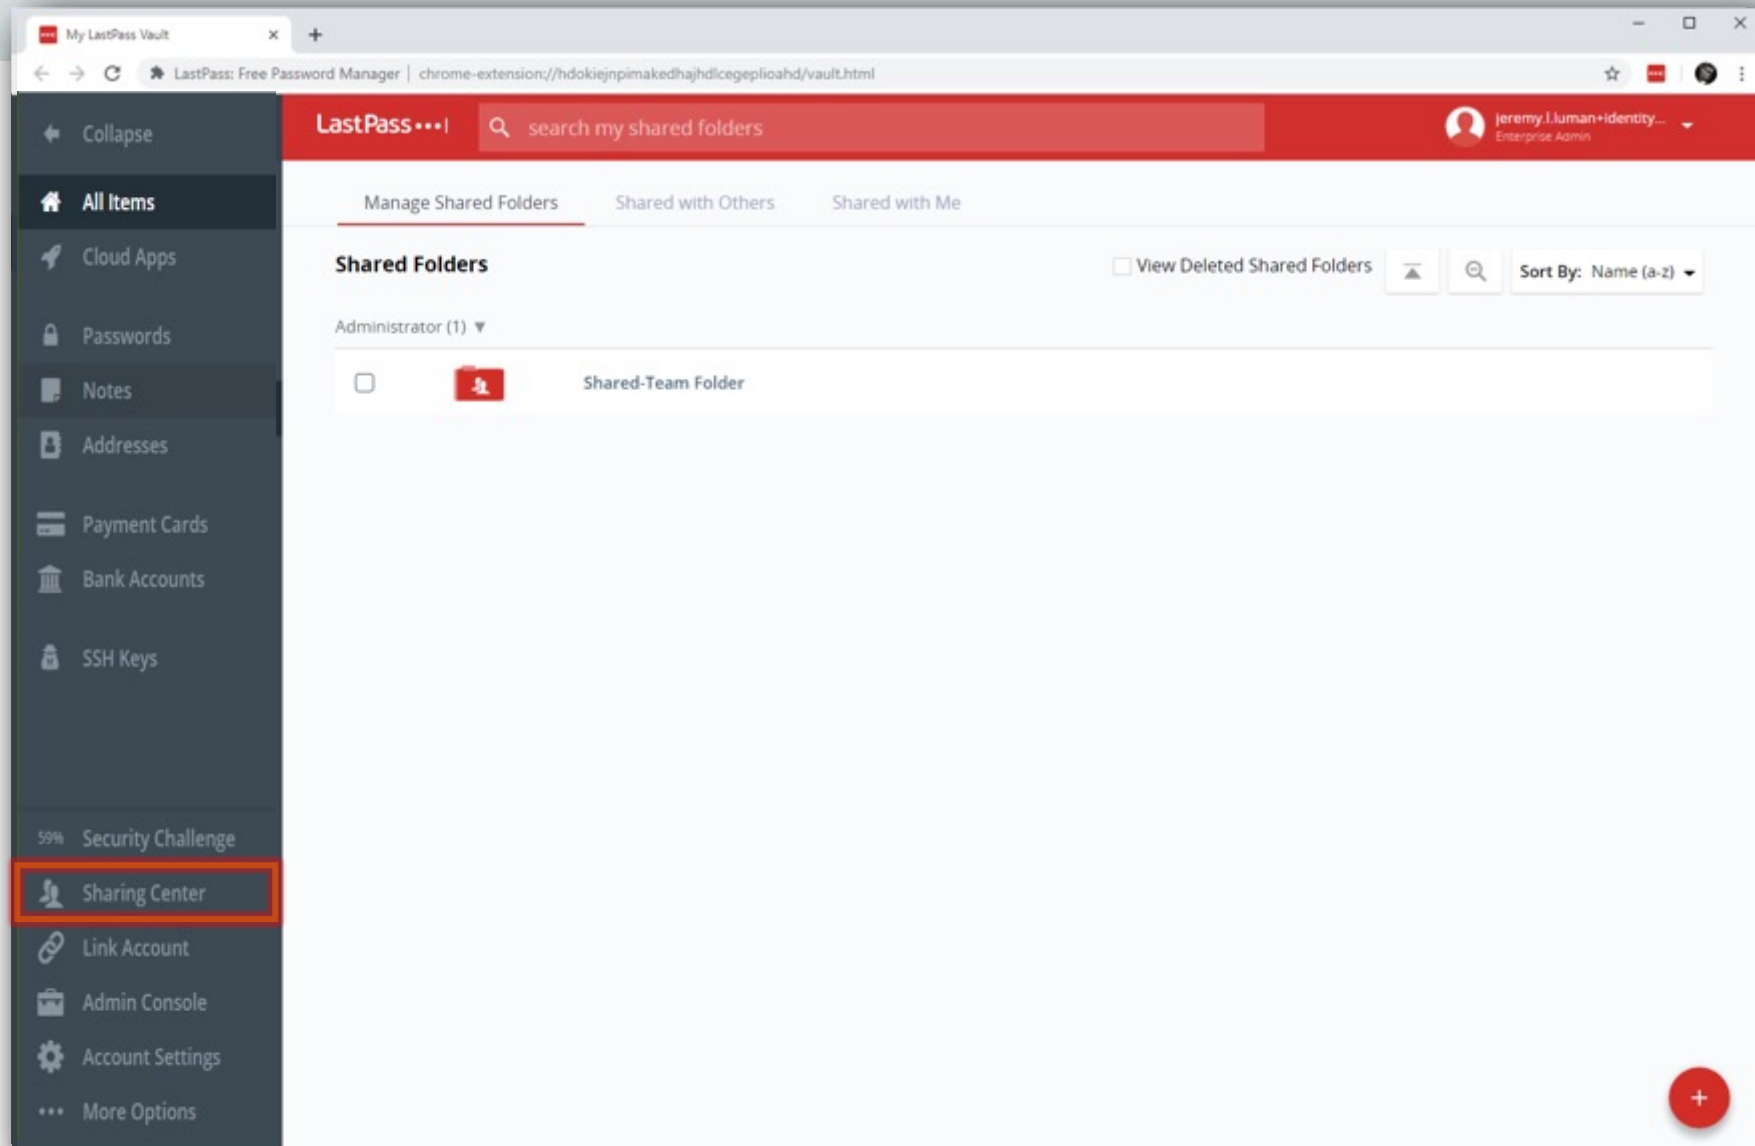 My LastPass Vault
LastPass: Free Password Manager | chrome-extension://hdokiejnpimakedhajhdlcegeplioahd/vault.html
Collapse
All Items
Cloud Apps
Passwords
Notes
Addresses
Payment Cards
Bank Accounts
SSH Keys
59% Security Challenge
Sharing Center
Link Account
Admin Console
Account Settings
More Options
LastPass
search my shared folders
jeremy.l.luman+identity...
Enterprise Admin
Manage Shared Folders
Shared with Others
Shared with Me
Shared Folders
View Deleted Shared Folders
Sort By: Name (a-z)
Administrator (1)
Shared-Team Folder